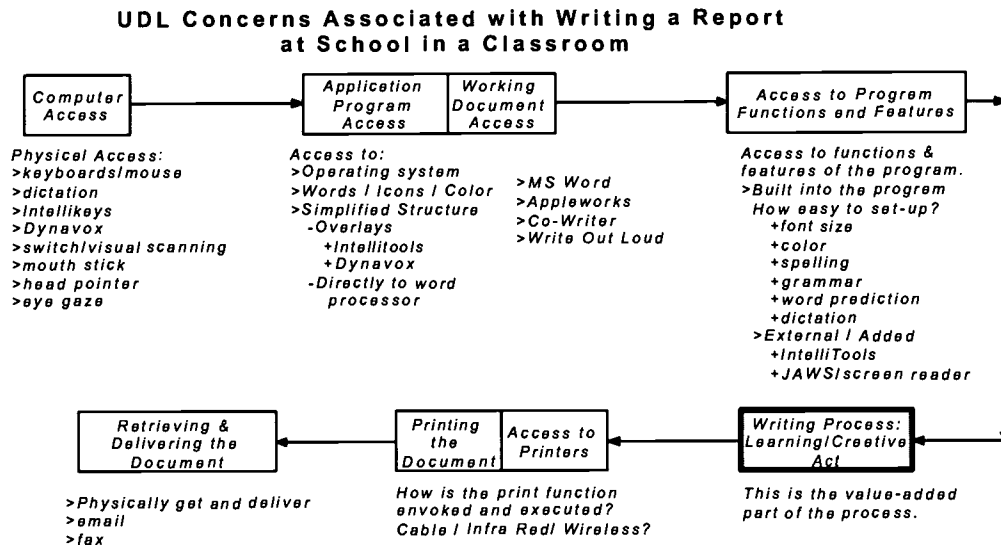 UDL Concerns Associated with Writing a Report
at School in a Classroom
Computer
Access
Application
Program
Access
Working
Document
Access
Access to Program
Functions and Features
Physical Access:
>keyboards/mouse
>dictation
>Intellikeys
>Dynavox
>switch/visual scanning
>mouth stick
>head pointer
>eye gaze
Access to:
>Operating system
>Words / Icons / Color
>Simplified Structure
-Overlays
+Intellitools
+Dynavox
-Directly to word
processor
>MS Word
>Appleworks
>Co-Writer
>Write Out Loud
Access to functions &
features of the program.
>Built into the program
How easy to set-up?
+font size
+color
+spelling
+grammar
+word prediction
+dictation
>External / Added
+IntelliTools
+JAWS/screen reader
Retrieving &
Delivering the
Document
Printing
the
Document
Access to
Printers
Writing Process:
Learning/Creative
Act
>Physically get and deliver
>email
>fax
How is the print function
envoked and executed?
Cable / Infra Red/ Wireless?
This is the value-added
part of the process.